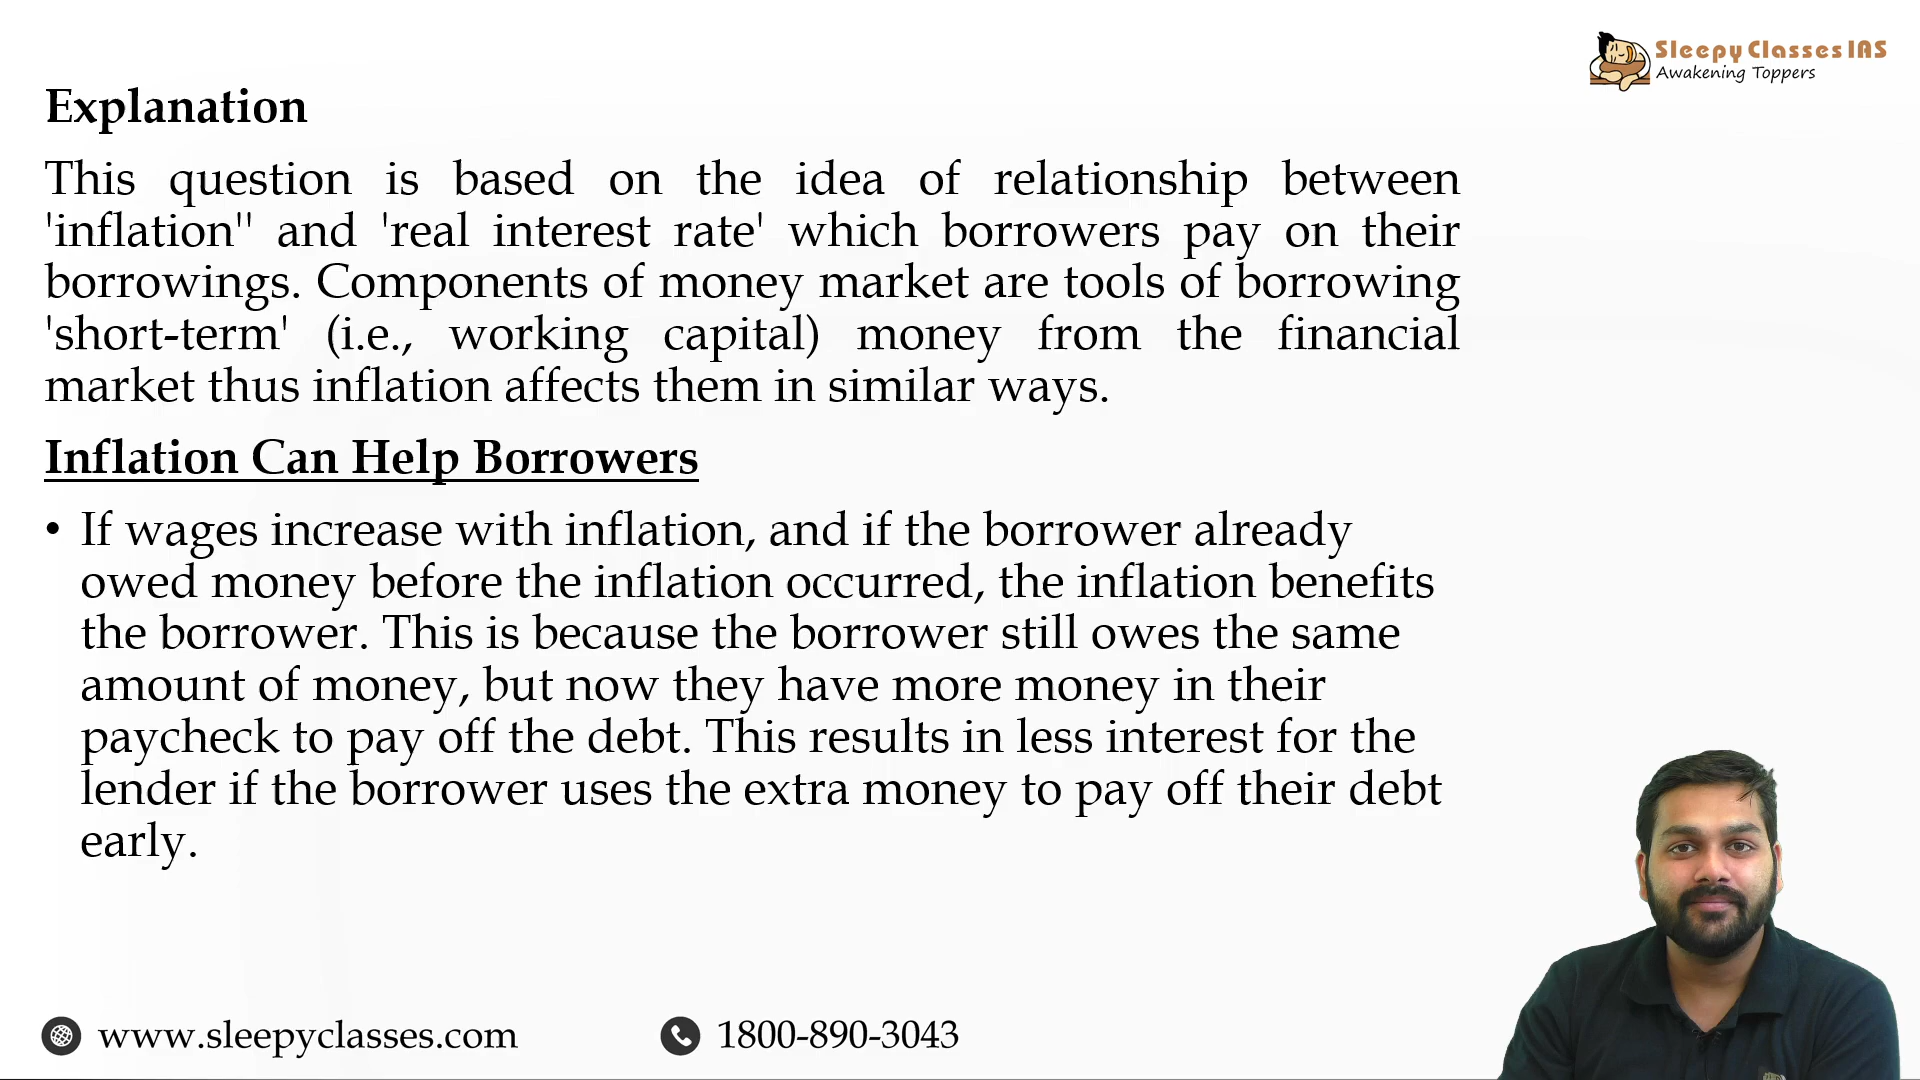 Sleepy Classes IAS
Awakening Toppers
Explanation
This question is based on the idea of relationship between
'inflation'' and 'real interest rate' which borrowers pay on their
borrowings. Components of money market are tools of borrowing
'short-term' (i.e., working capital) money from the financial
market thus inflation affects them in similar ways.
Inflation Can Help Borrowers
• If wages increase with inflation, and if the borrower already
owed money before the inflation occurred, the inflation benefits
the borrower. This is because the borrower still owes the same
amount of money, but now they have more money in their
paycheck to pay off the debt. This results in less interest for the
lender if the borrower uses the extra money to pay off their debt
early.
www.sleepyclasses.com
1800-890-3043